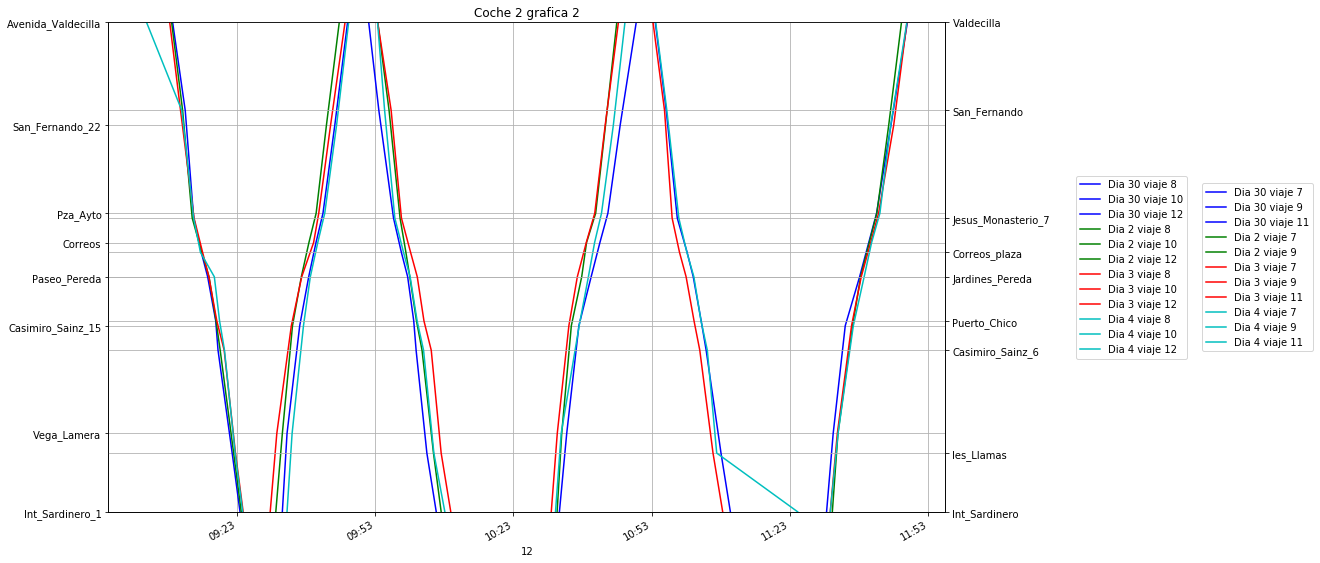 Coche 2 grafica 2
Avenida_Valdecilla
San_Fernando_22
Pza_Ayto
Correos
Paseo_Pereda
Casimiro_Sainz_15
Vega_Lamera
Int_Sardinero_1
Valdecilla
San_Fernando
Jesus_Monasterio_7
Correos_plaza
Jardines_Pereda
Puerto_Chico
Casimiro_Sainz_6
Ies_Llamas
Int_Sardinero
09:23
09:53
10:23
10:53
11:23
11:53
12
Dia 30 viaje 8
Dia 30 viaje 10
Dia 30 viaje 12
Dia 2 viaje 8
Dia 2 viaje 10
Dia 2 viaje 12
Dia 3 viaje 8
Dia 3 viaje 10
Dia 3 viaje 12
Dia 4 viaje 8
Dia 4 viaje 10
Dia 4 viaje 12
Dia 30 viaje 7
Dia 30 viaje 9
Dia 30 viaje 11
Dia 2 viaje 7
Dia 2 viaje 9
Dia 3 viaje 7
Dia 3 viaje 9
Dia 3 viaje 11
Dia 4 viaje 7
Dia 4 viaje 9
Dia 4 viaje 11